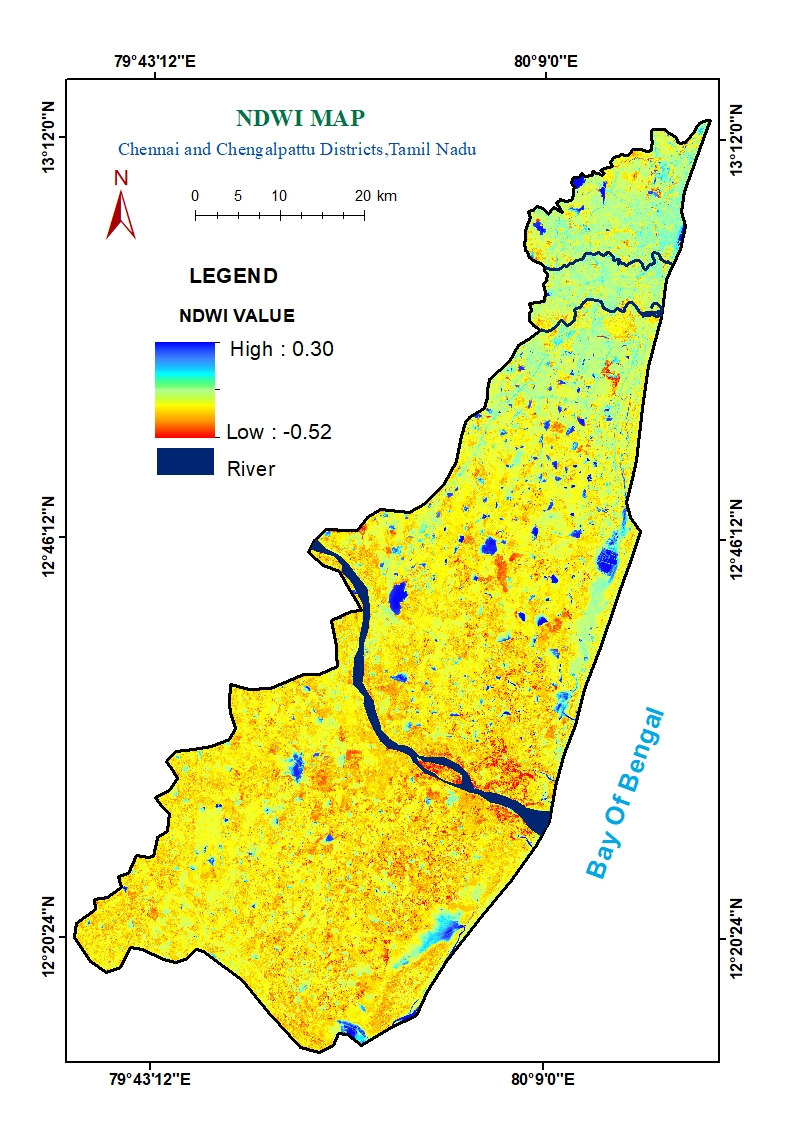 79°43'12"E
80°9'0"E
NDWI MAP
13°12'0"N
13°12'0"N
Chennai and Chengalpattu Districts,Tamil Nadu
N
0 5 10 20 km
LEGEND
NDWI VALUE
High : 0.30
Low : -0.52
River
12°46'12"N
12°46'12"N
Bay Of Bengal
12°20'24"N
12°20'24"N
79°43'12"E
80°9'0"E